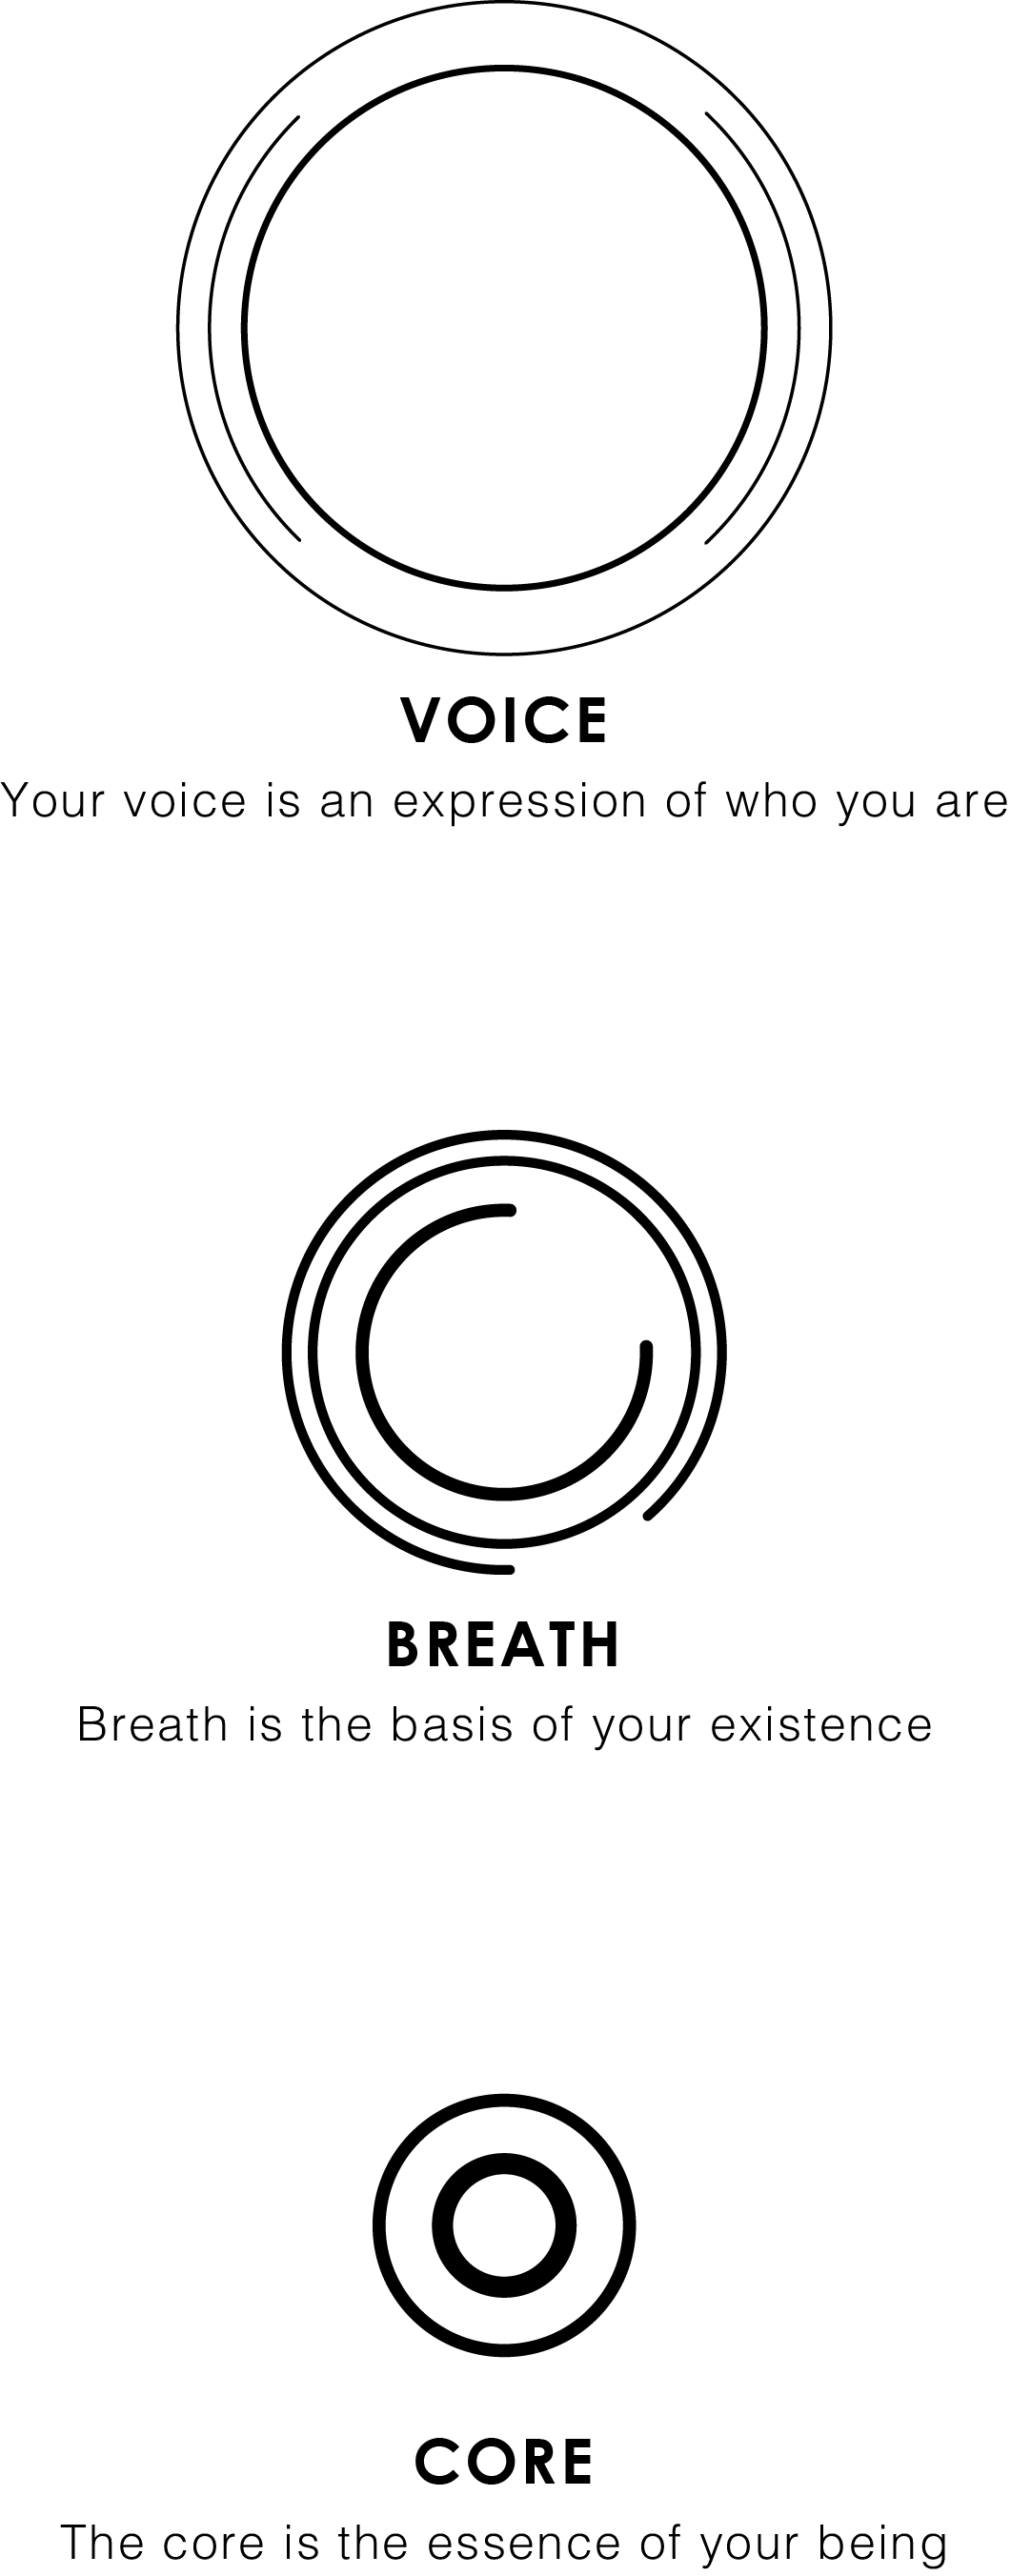 VOICE
Your voice is an expression of who you are
BREATH
Breath is the basis of your existence
CORE
The core is the essence of your being